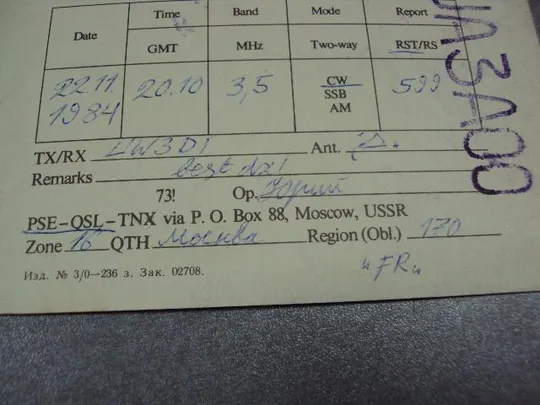 Date Time Band Mode Report
GMT MHz Two-way RST/RS
22.11. 1984 20.10 3,5 CW SSB AM 599
TX/RX UW3DI Ant. Δ.
Remarks best dx!
73! Op. Юрий
PSE–QSL–TNX via P. O. Box 88, Moscow, USSR
Zone 16 QTH Москва Region (Obl.) 170
"FR"
Изд. № 3/0—236 з. Зак. 02708.
UA3AOO